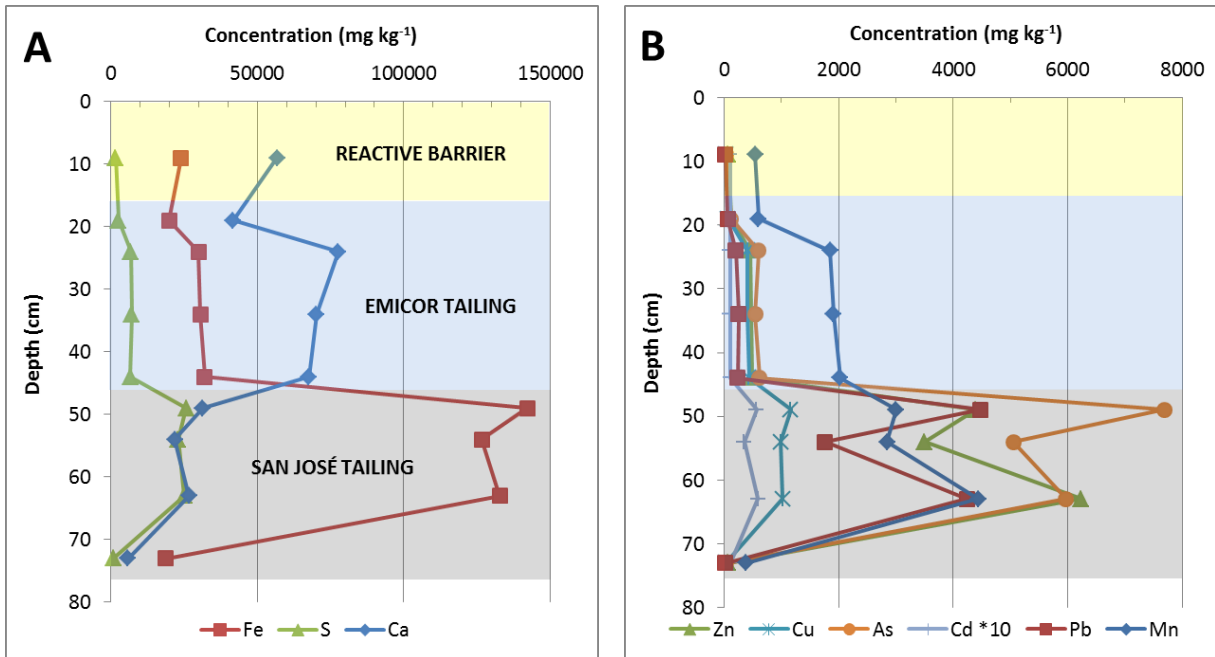 A
Concentration (mg kg⁻¹)
0 50000 100000 150000
0
10
20
30
40
50
60
70
80
Depth (cm)
REACTIVE BARRIER
EMICOR TAILING
SAN JOSÉ TAILING
Fe S Ca
B
Concentration (mg kg⁻¹)
0 2000 4000 6000 8000
0
10
20
30
40
50
60
70
80
Depth (cm)
Zn Cu As Cd *10 Pb Mn